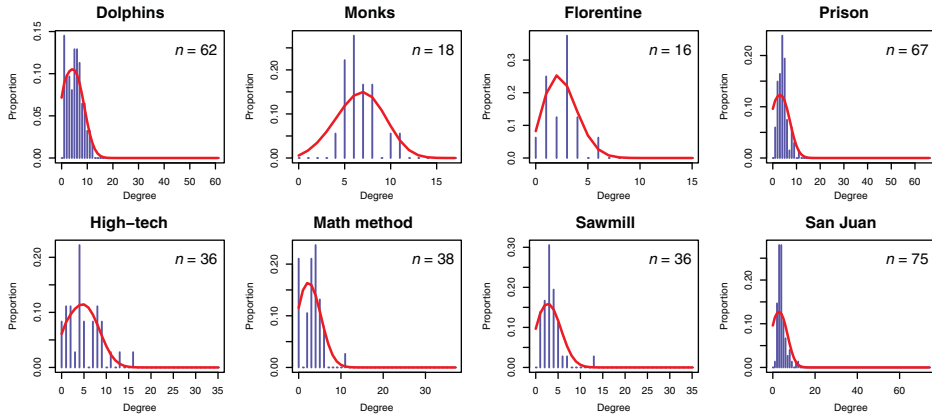 Dolphins
Monks
Florentine
Prison
n = 62
n = 18
n = 16
n = 67
Proportion
0.00 0.05 0.10 0.15
0 10 20 30 40 50 60
Degree
Proportion
0.00 0.10 0.20
0 5 10 15
Degree
Proportion
0.0 0.1 0.2 0.3
0 5 10 15
Degree
Proportion
0.00 0.10 0.20
0 10 20 30 40 50 60
Degree
High−tech
Math method
Sawmill
San Juan
n = 36
n = 38
n = 36
n = 75
Proportion
0.00 0.10 0.20
0 5 10 15 20 25 30 35
Degree
Proportion
0.00 0.10 0.20
0 10 20 30
Degree
Proportion
0.00 0.10 0.20 0.30
0 5 10 15 25 35
Degree
Proportion
0.00 0.10 0.20
0 20 40 60
Degree